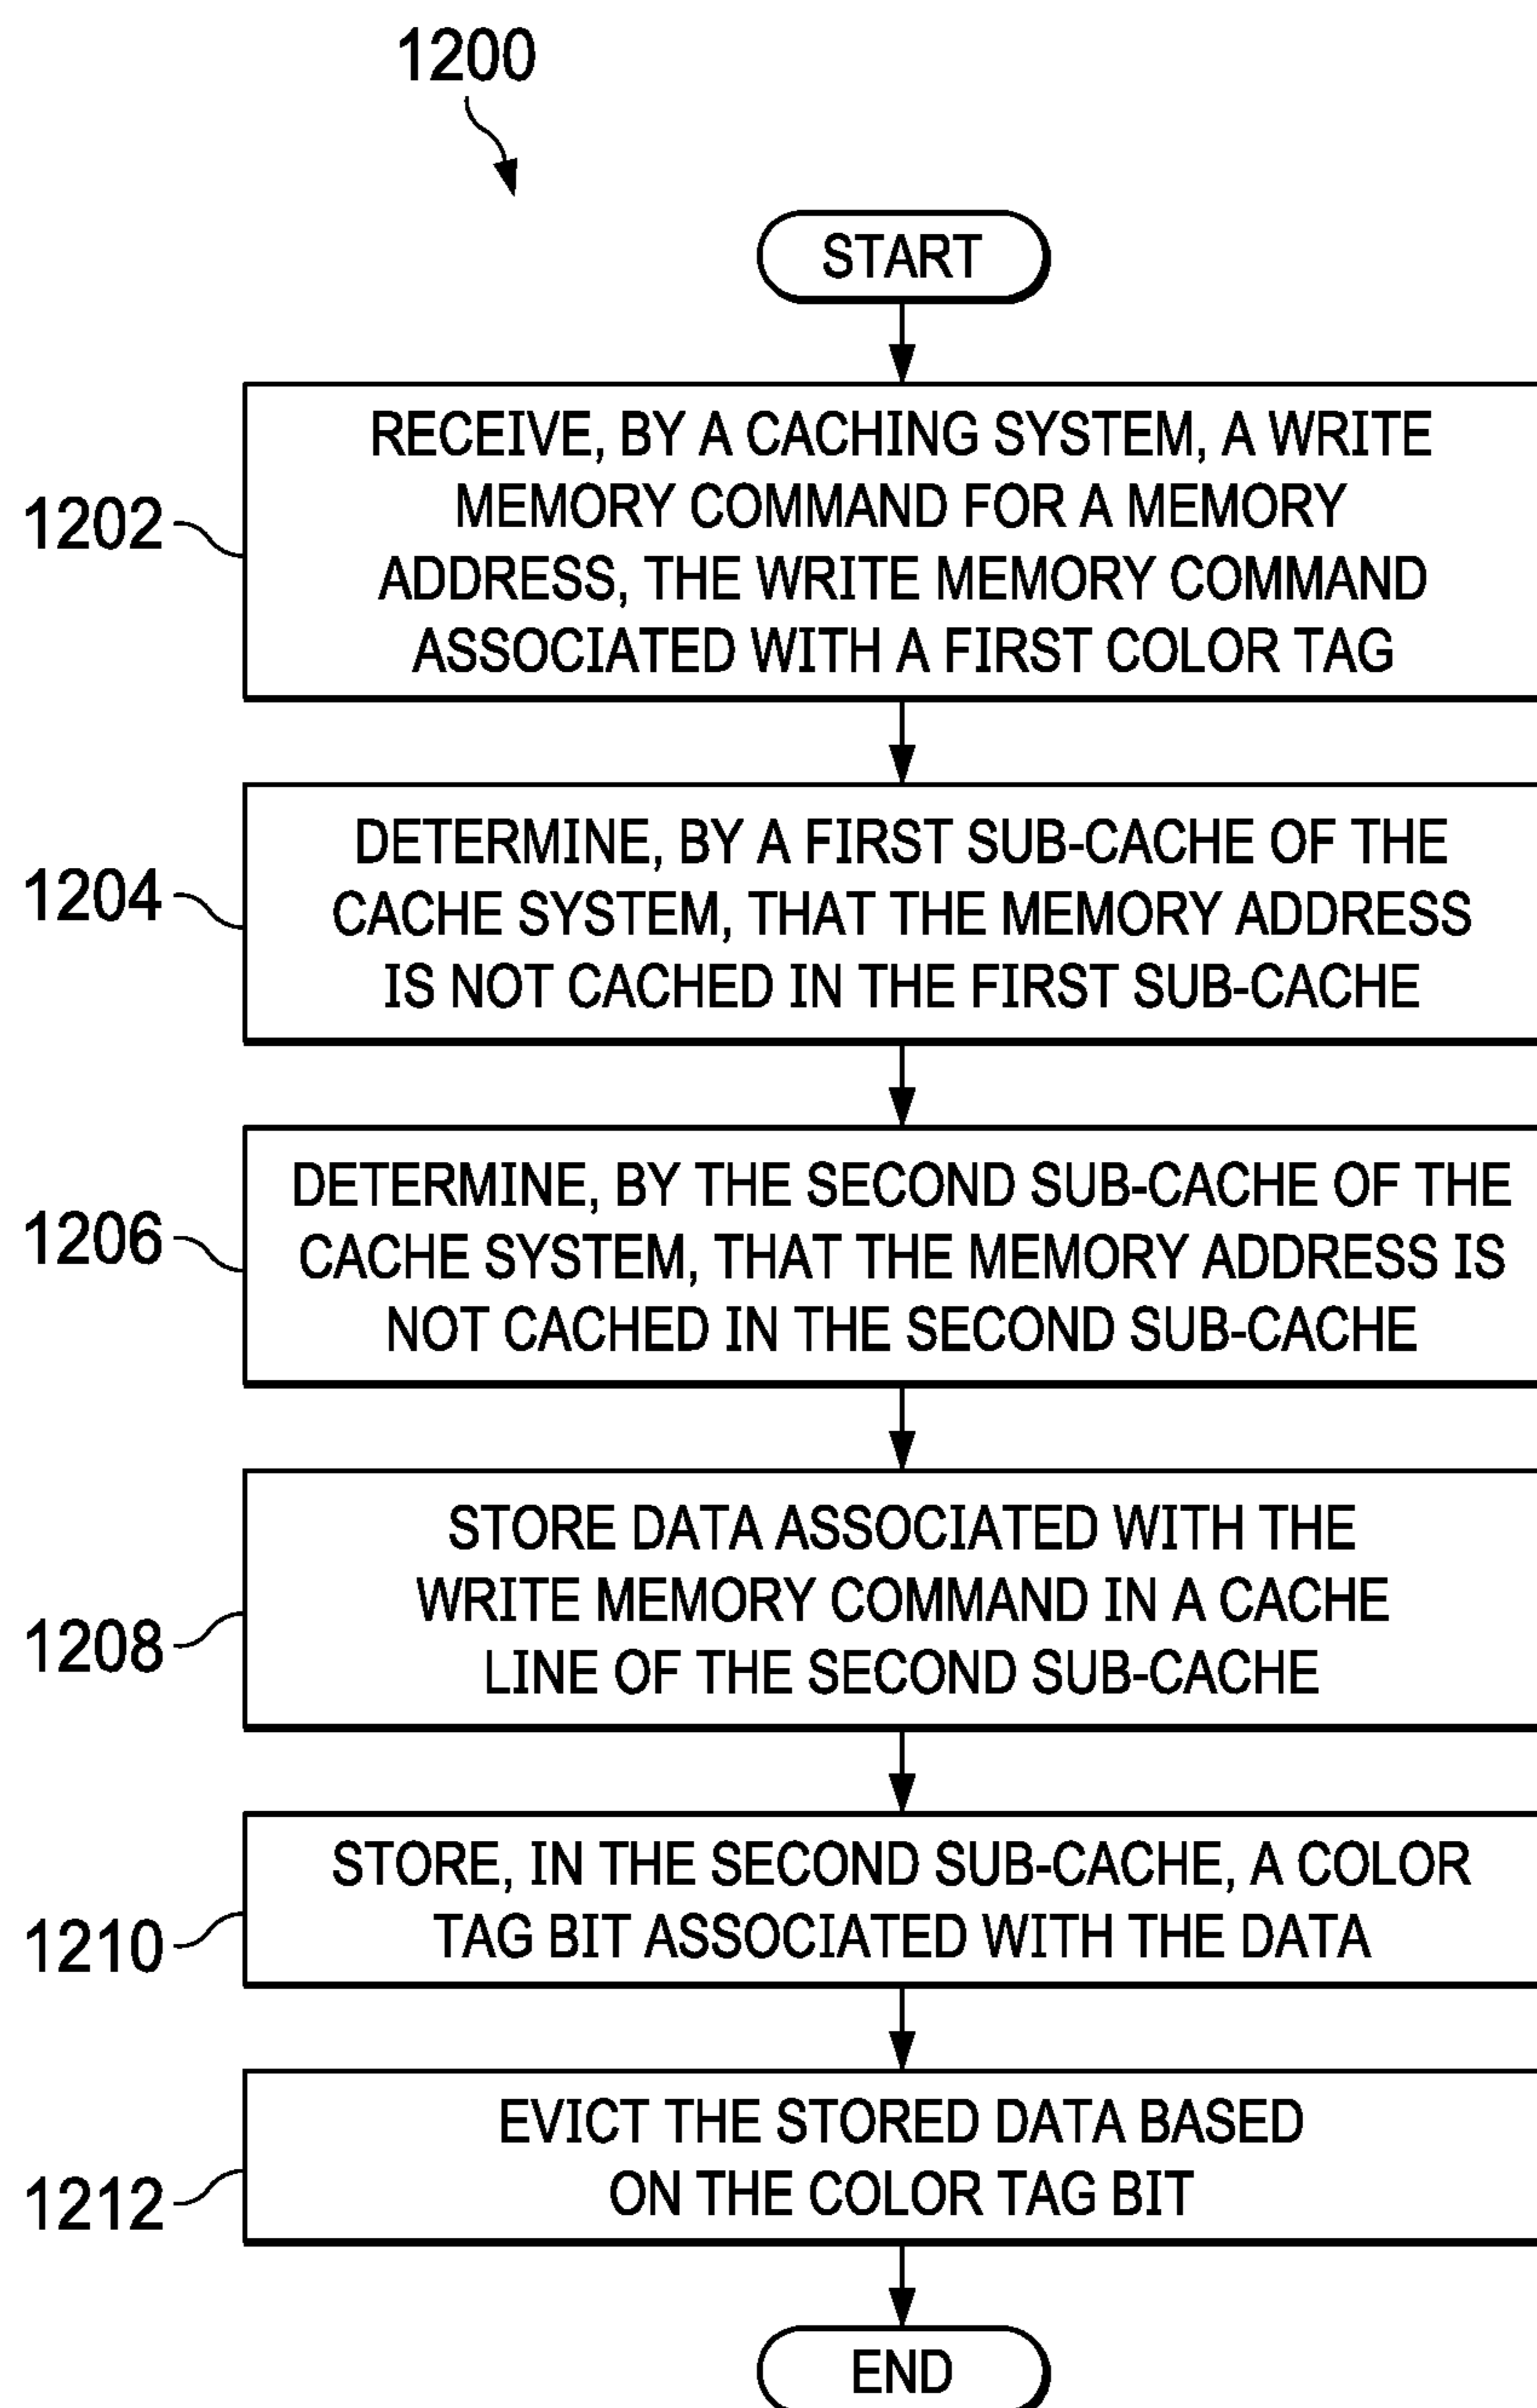 1200
START
RECEIVE, BY A CACHING SYSTEM, A WRITE
MEMORY COMMAND FOR A MEMORY
ADDRESS, THE WRITE MEMORY COMMAND
ASSOCIATED WITH A FIRST COLOR TAG
1202
DETERMINE, BY A FIRST SUB-CACHE OF THE
CACHE SYSTEM, THAT THE MEMORY ADDRESS
IS NOT CACHED IN THE FIRST SUB-CACHE
1204
DETERMINE, BY THE SECOND SUB-CACHE OF THE
CACHE SYSTEM, THAT THE MEMORY ADDRESS IS
NOT CACHED IN THE SECOND SUB-CACHE
1206
STORE DATA ASSOCIATED WITH THE
WRITE MEMORY COMMAND IN A CACHE
LINE OF THE SECOND SUB-CACHE
1208
STORE, IN THE SECOND SUB-CACHE, A COLOR
TAG BIT ASSOCIATED WITH THE DATA
1210
EVICT THE STORED DATA BASED
ON THE COLOR TAG BIT
1212
END